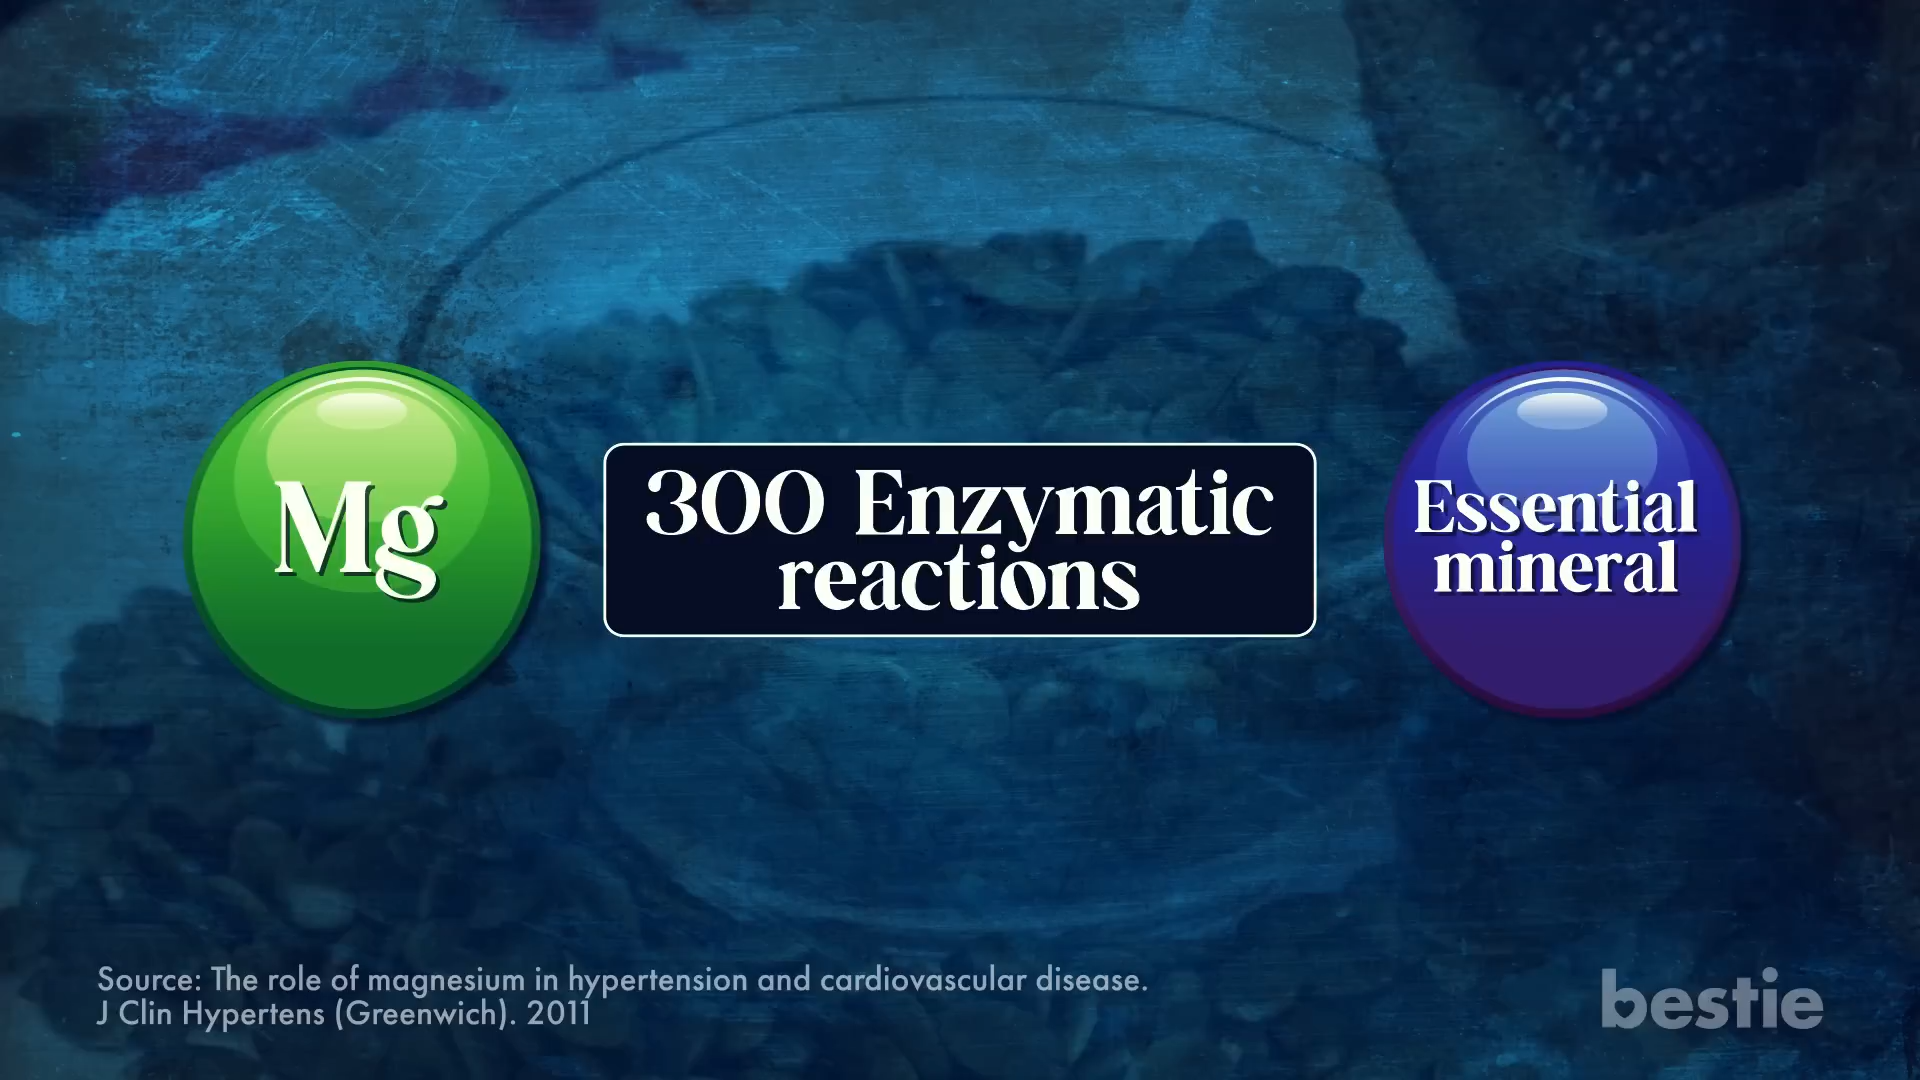 Mg
300 Enzymatic
reactions
Essential
mineral
Source: The role of magnesium in hypertension and cardiovascular disease.
J Clin Hypertens (Greenwich). 2011
bestie